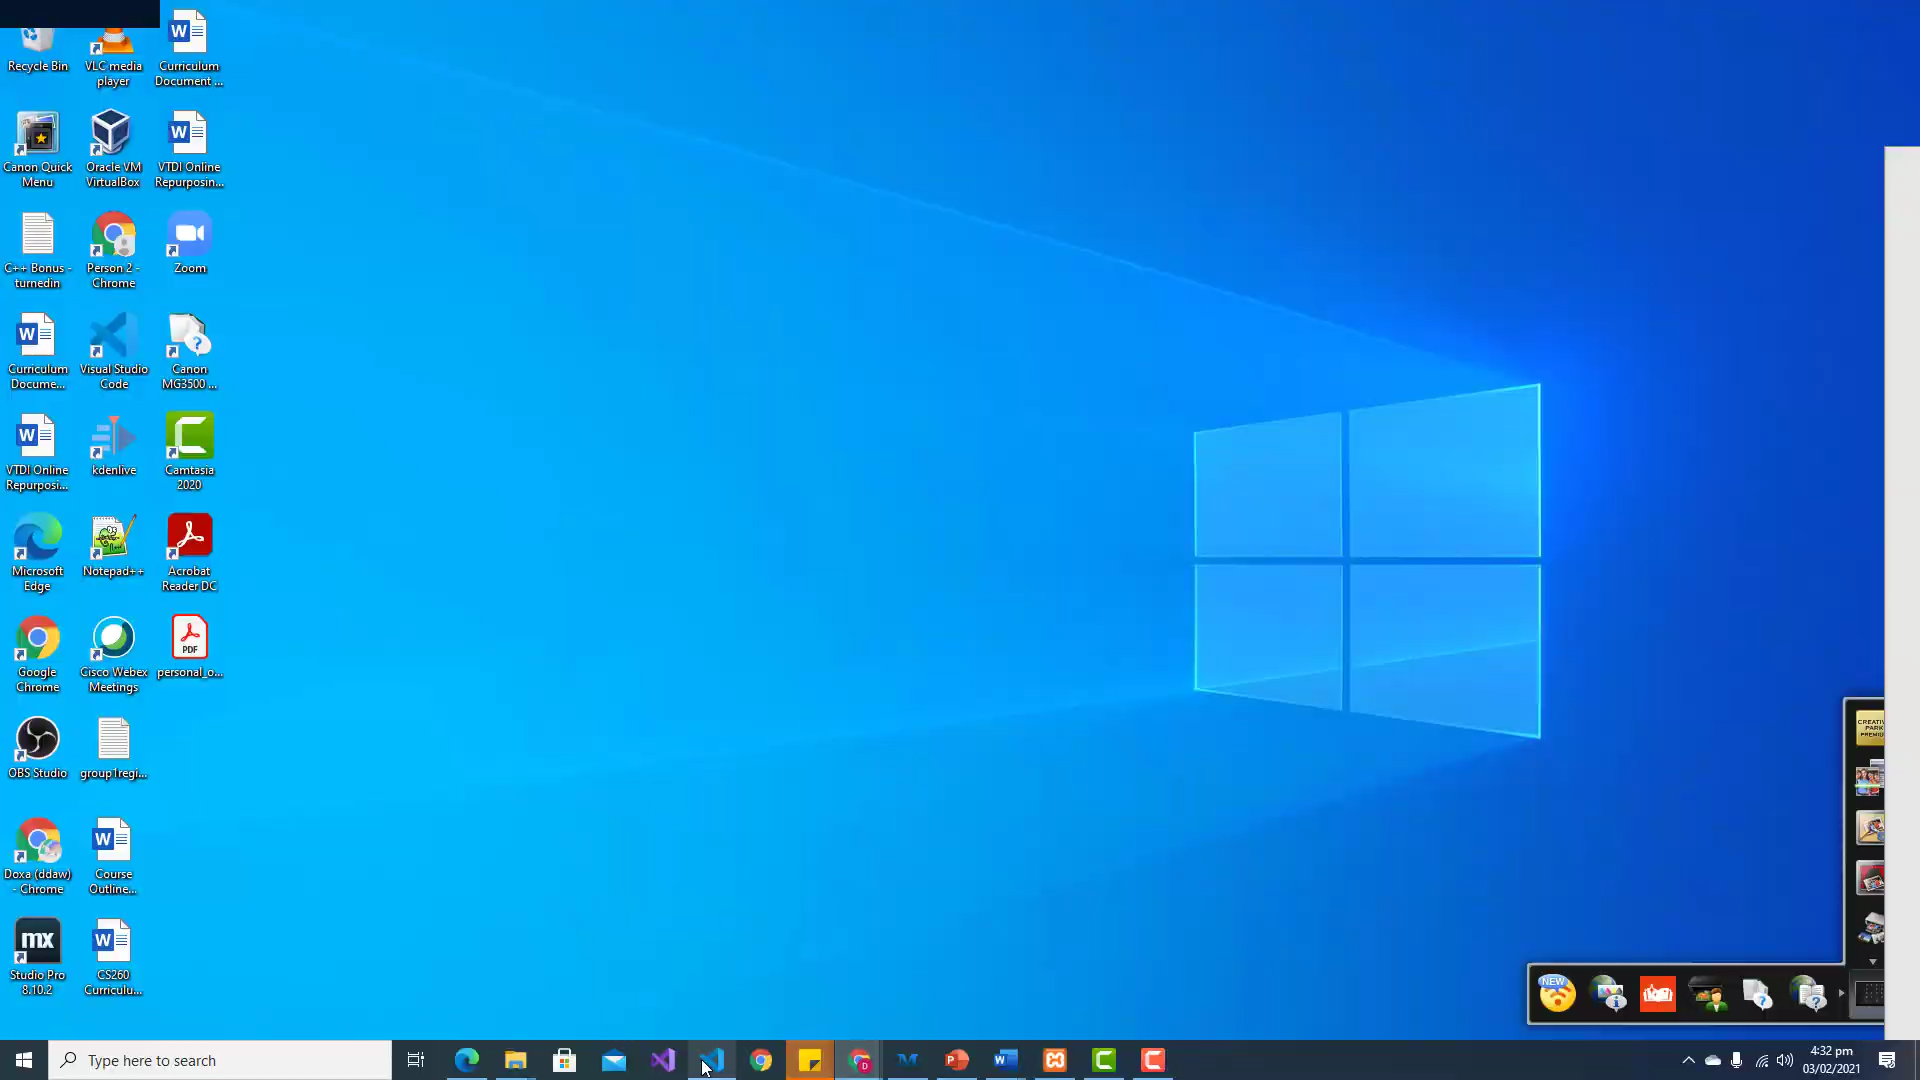 Recycle Bin
VLC media
player
Curriculum
Document ...
Canon Quick
Menu
Oracle VM
VirtualBox
VTDI Online
Repurposin...
C++ Bonus -
turnedin
Person 2 -
Chrome
Zoom
Curriculum
Docume...
Visual Studio
Code
Canon
MG3500 ...
VTDI Online
Repurposi...
kdenlive
Camtasia
2020
Microsoft
Edge
Notepad++
Acrobat
Reader DC
Google
Chrome
Cisco Webex
Meetings
PDF
personal_o...
OBS Studio
group1regi...
Doxa (ddaw)
- Chrome
Course
Outline...
mx
Studio Pro
8.10.2
CS260
Curriculu...
NEW
Type here to search
4:32 pm
03/02/2021